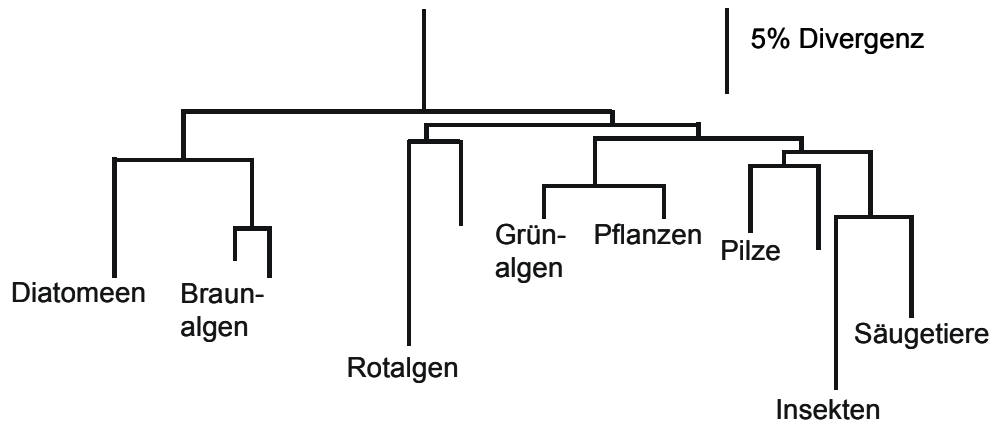 5% Divergenz
Grün-
algen
Pflanzen
Pilze
Diatomeen
Braun-
algen
Säugetiere
Rotalgen
Insekten